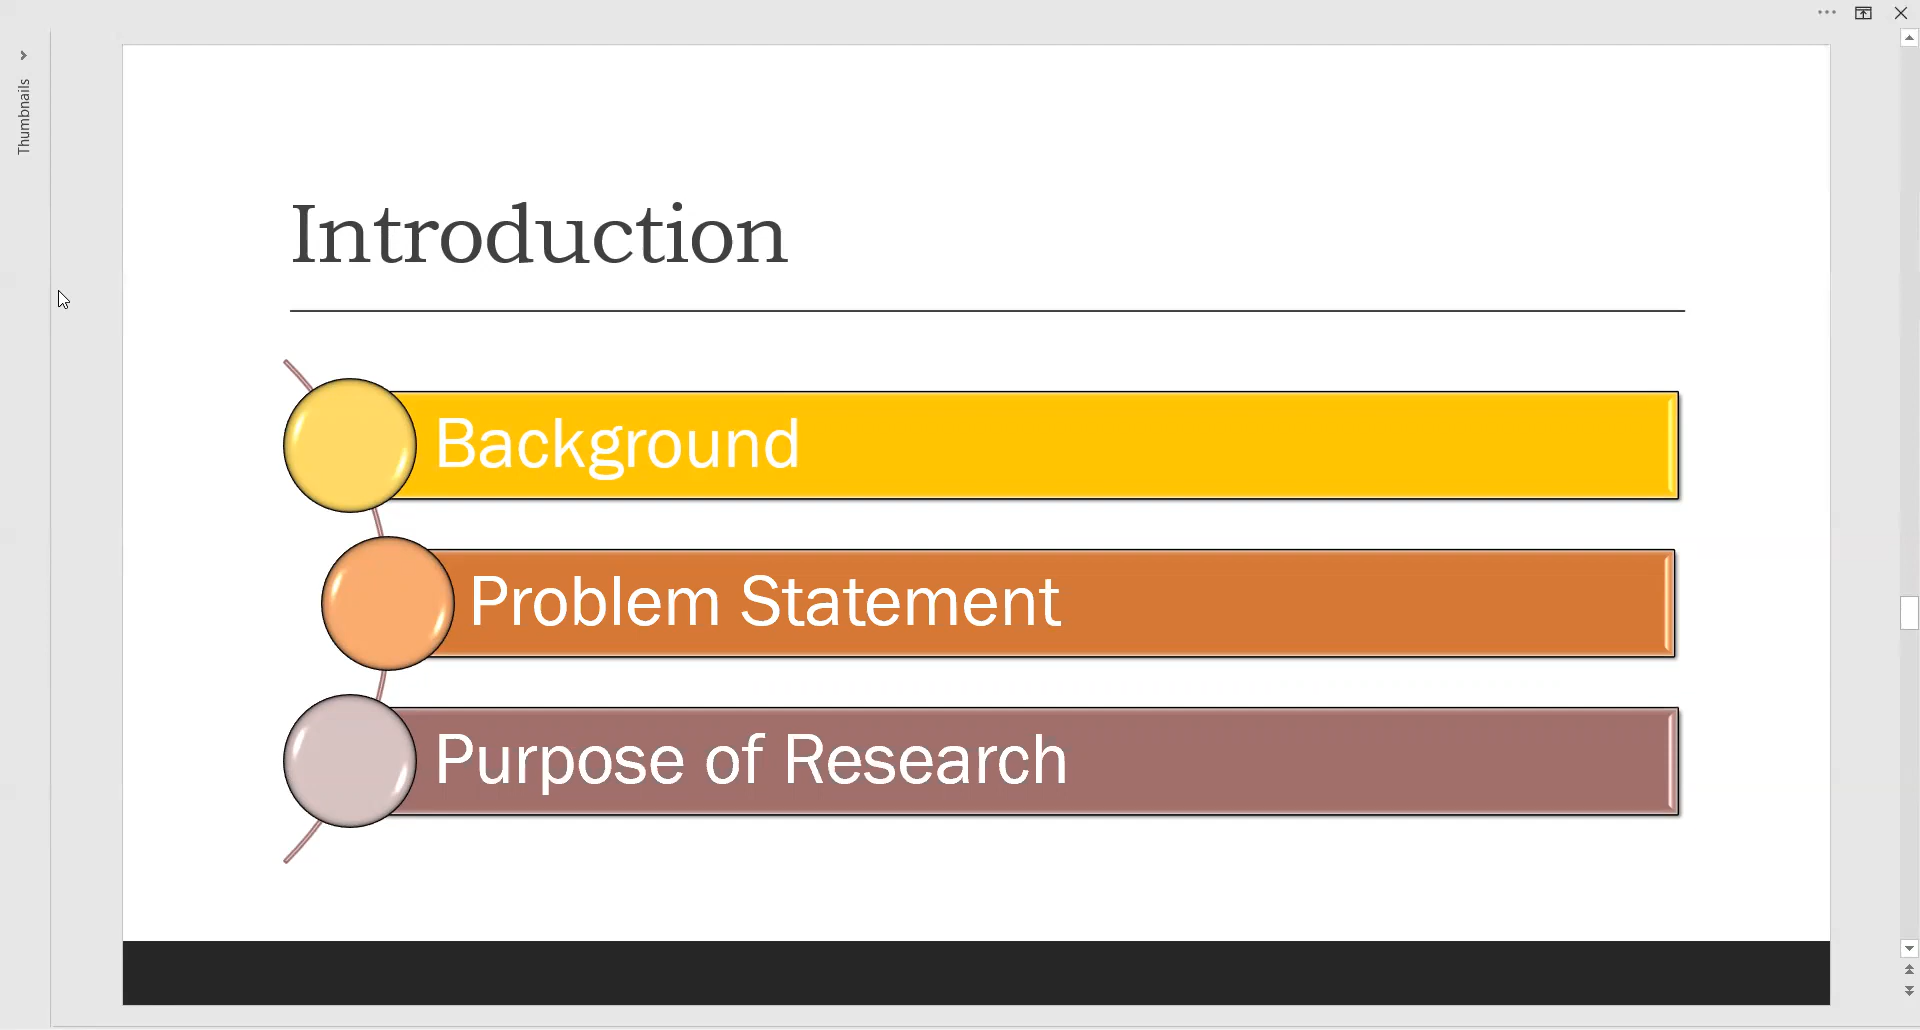 Thumbnails
Introduction
Background
Problem Statement
Purpose of Research